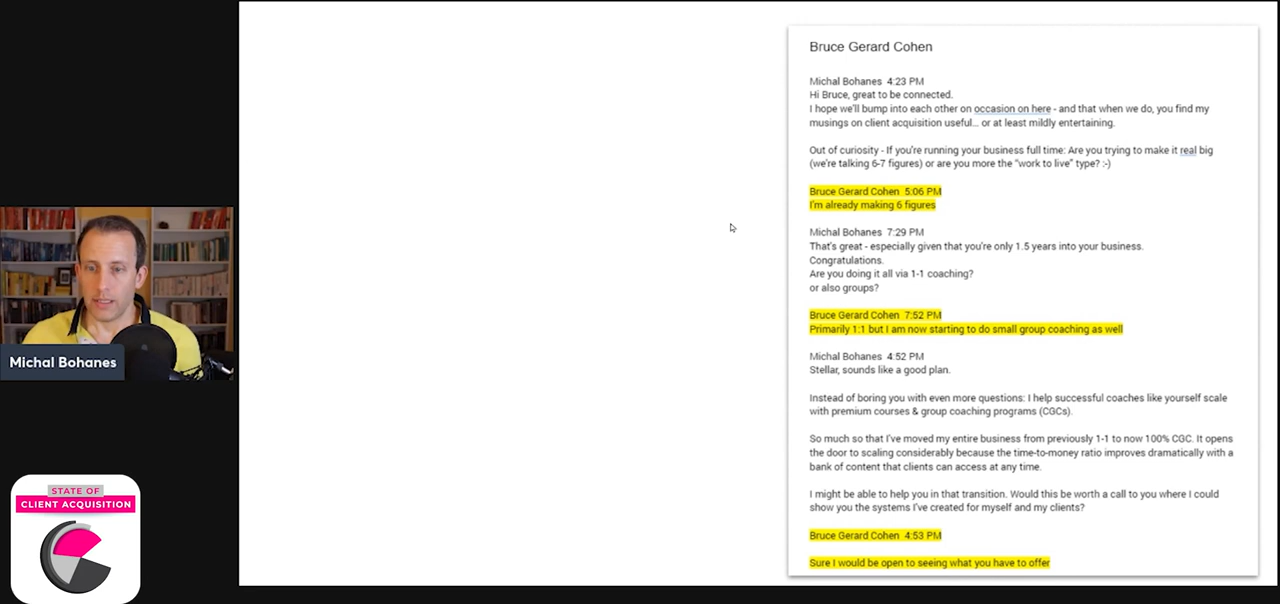 Bruce Gerard Cohen
Michal Bohanes 4:23 PM
Hi Bruce, great to be connected.
I hope we'll bump into each other on occasion on here - and that when we do, you find my
musings on client acquisition useful... or at least mildly entertaining.
Out of curiosity - If you're running your business full time: Are you trying to make it real big
(we're talking 6-7 figures) or are you more the "work to live" type? :-)
Bruce Gerard Cohen 5:06 PM
I'm already making 6 figures
Michal Bohanes 7:29 PM
That's great - especially given that you're only 1.5 years into your business.
Congratulations.
Are you doing it all via 1-1 coaching?
or also groups?
Bruce Gerard Cohen 7:52 PM
Primarily 1:1 but I am now starting to do small group coaching as well
Michal Bohanes 4:52 PM
Stellar, sounds like a good plan.
Instead of boring you with even more questions: I help successful coaches like yourself scale
with premium courses & group coaching programs (CGCs).
So much so that I've moved my entire business from previously 1-1 to now 100% CGC. It opens
the door to scaling considerably because the time-to-money ratio improves dramatically with a
bank of content that clients can access at any time.
I might be able to help you in that transition. Would this be worth a call to you where I could
show you the systems I've created for myself and my clients?
Bruce Gerard Cohen 4:53 PM
Sure I would be open to seeing what you have to offer
Michal Bohanes
STATE OF
CLIENT ACQUISITION